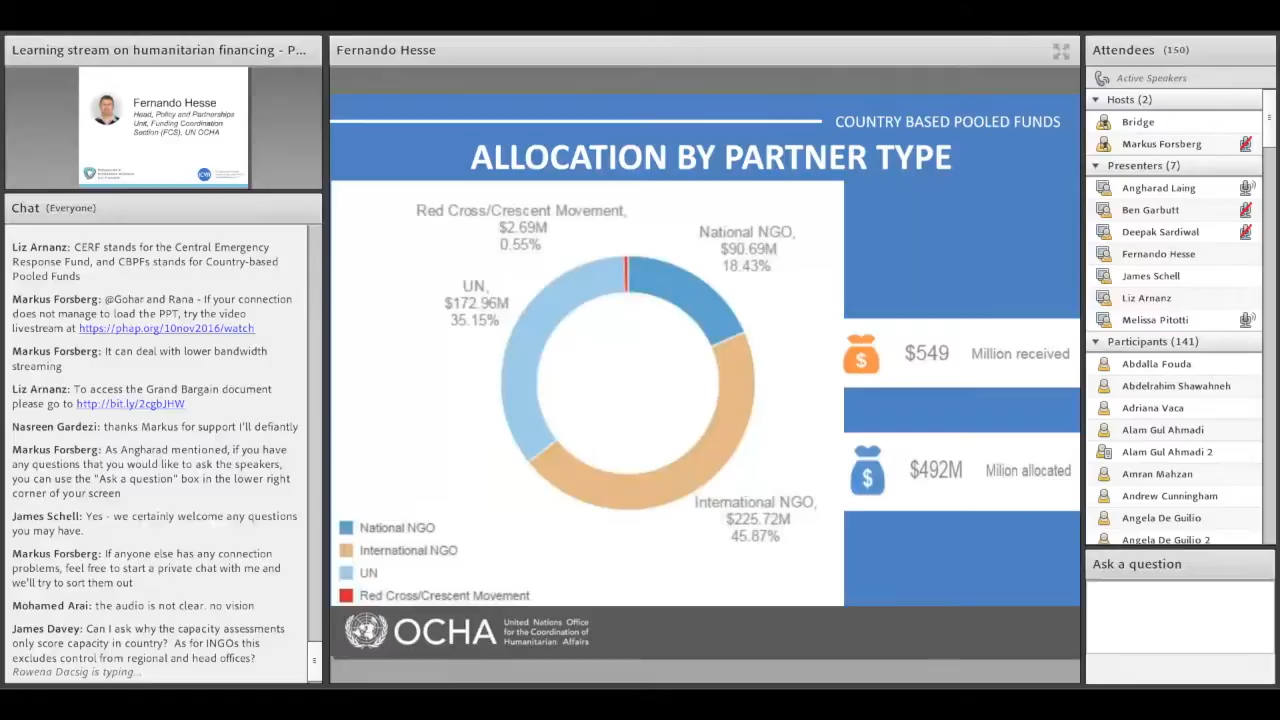 Learning stream on humanitarian financing - P...
Fernando Hesse
Head, Policy and Partnerships
Unit, Funding Coordination
Section (FCS), UN OCHA
ICVA
Chat (Everyone)
Liz Arnanz: CERF stands for the Central Emergency
Response Fund, and CBPFs stands for Country-based
Pooled Funds
Markus Forsberg: @Gohar and Rana - If your connection
does not manage to load the PPT, try the video
livestream at https://phap.org/10nov2016/watch
Markus Forsberg: It can deal with lower bandwidth
streaming
Liz Arnanz: To access the Grand Bargain document
please go to http://bit.ly/2cgbJHW
Nasreen Gardezi: thanks Markus for support I'll defiantly
Markus Forsberg: As Angharad mentioned, if you have
any questions that you would like to ask the speakers,
you can use the "Ask a question" box in the lower right
corner of your screen
James Schell: Yes - we certainly welcome any questions
you may have.
Markus Forsberg: If anyone else has any connection
problems, feel free to start a private chat with me and
we'll try to sort them out
Mohamed Arai: the audio is not clear. no vision
James Davey: Can I ask why the capacity assessments
only score capacity in country? As for INGOs this
excludes control from regional and head offices?
Rowena Dacsig is typing...
Fernando Hesse
COUNTRY BASED POOLED FUNDS
ALLOCATION BY PARTNER TYPE
Red Cross/Crescent Movement,
$2.69M
0.55%
National NGO,
$90.69M
18.43%
UN,
$172.96M
35.15%
International NGO,
$225.72M
45.87%
National NGO
International NGO
UN
Red Cross/Crescent Movement
$549 Million received
$492M Milion allocated
OCHA
United Nations Office
for the Coordination of
Humanitarian Affairs
Attendees (150)
Active Speakers
Hosts (2)
Bridge
Markus Forsberg
Presenters (7)
Angharad Laing
Ben Garbutt
Deepak Sardiwal
Fernando Hesse
James Schell
Liz Arnanz
Melissa Pitotti
Participants (141)
Abdalla Fouda
Abdelrahim Shawahneh
Adriana Vaca
Alam Gul Ahmadi
Alam Gul Ahmadi 2
Amran Mahzan
Andrew Cunningham
Angela De Guilio
Angela De Guilio 2
Ask a question